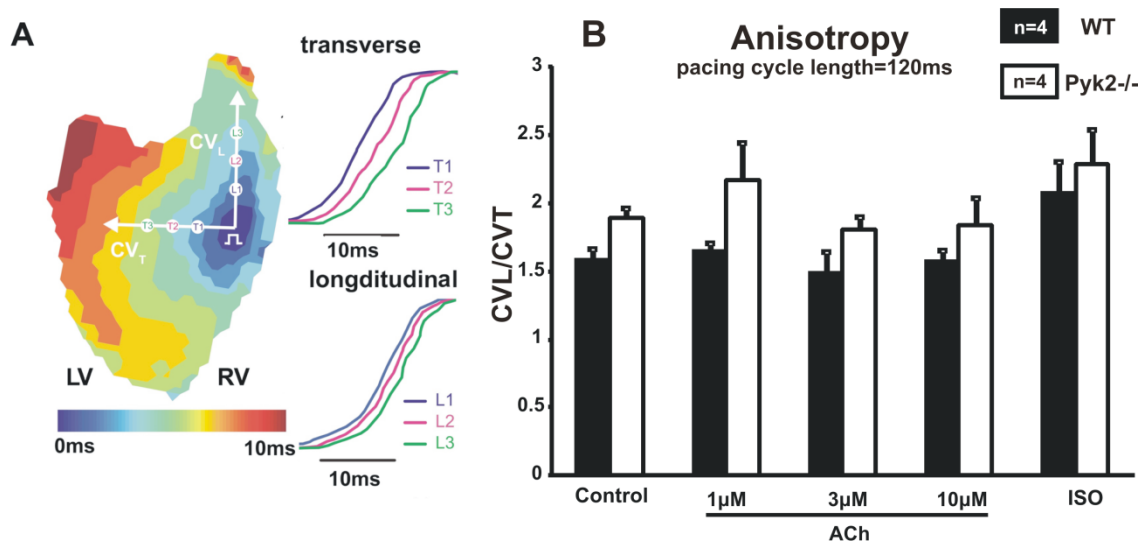 A
transverse
CVL
L3
L2
L1
T3
T2
T1
CVT
T1
T2
T3
10ms
longditudinal
LV
RV
L1
L2
L3
0ms
10ms
10ms
B
Anisotropy
pacing cycle length=120ms
n=4 WT
n=4 Pyk2-/-
CVLL/CVT
3
2.5
2
1.5
1
0.5
0
Control
1µM
3µM
10µM
ISO
ACh